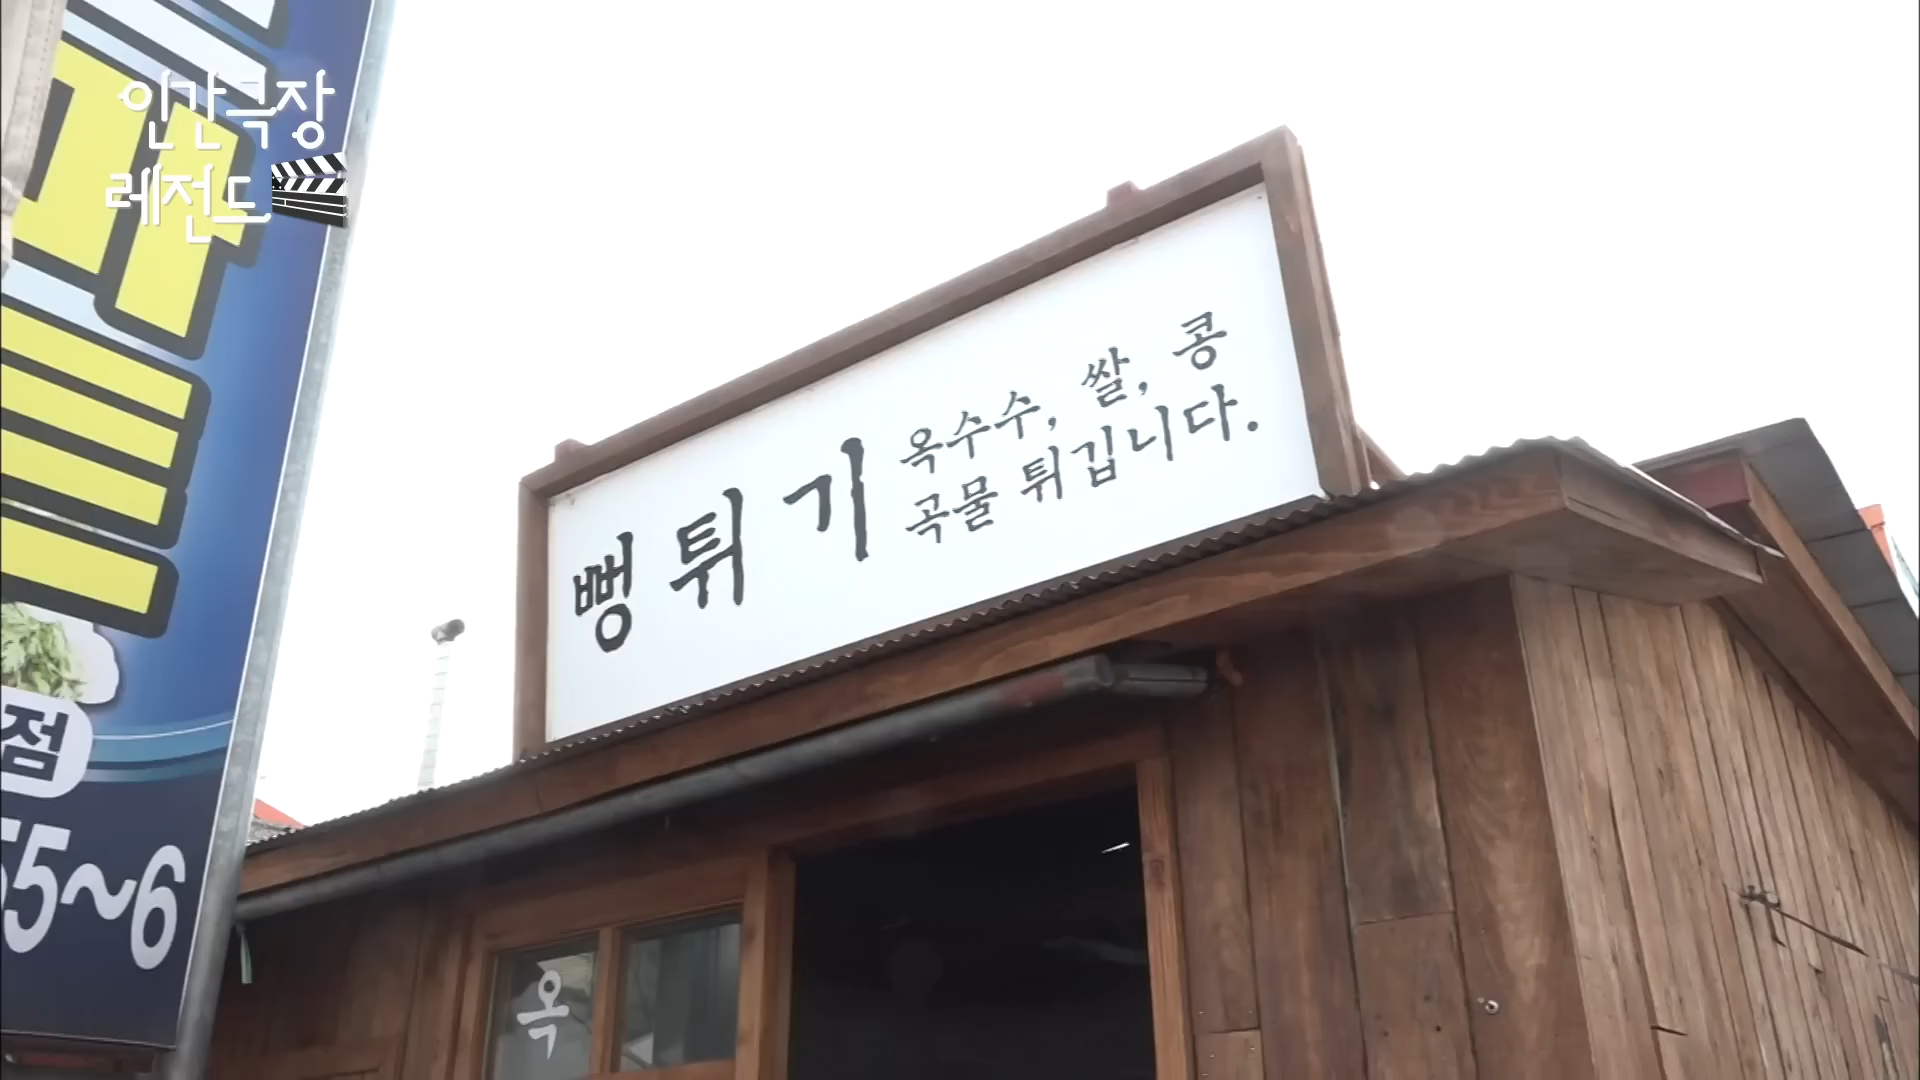 인간극장
레전드
뻥튀기
옥수수, 쌀, 콩
곡물 튀깁니다.
점
55~6
옥